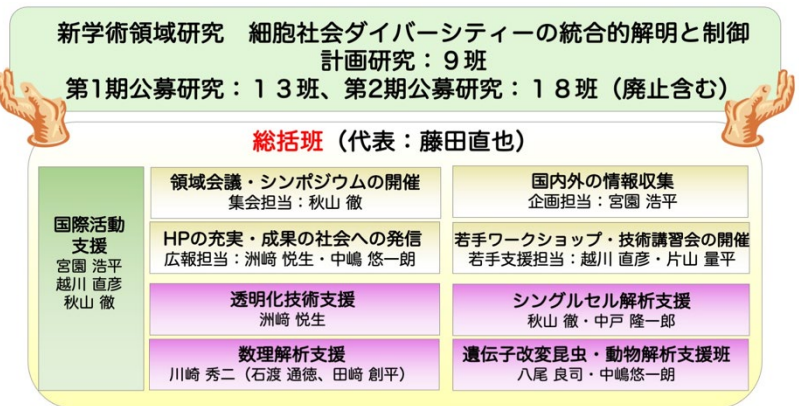 新学術領域研究　細胞社会ダイバーシティーの統合的解明と制御
計画研究：９班
第1期公募研究：１３班、第2期公募研究：１８班（廃止含む）
総括班（代表：藤田直也）
国際活動
支援
宮園 浩平
越川 直彦
秋山 徹
領域会議・シンポジウムの開催
集会担当：秋山 徹
国内外の情報収集
企画担当：宮園 浩平
HPの充実・成果の社会への発信
広報担当：洲﨑 悦生・中嶋 悠一朗
若手ワークショップ・技術講習会の開催
若手支援担当：越川 直彦・片山 量平
透明化技術支援
洲﨑 悦生
シングルセル解析支援
秋山 徹・中戸 隆一郎
数理解析支援
川崎 秀二（石渡 通徳、田﨑 創平）
遺伝子改変昆虫・動物解析支援班
八尾 良司・中嶋悠一朗